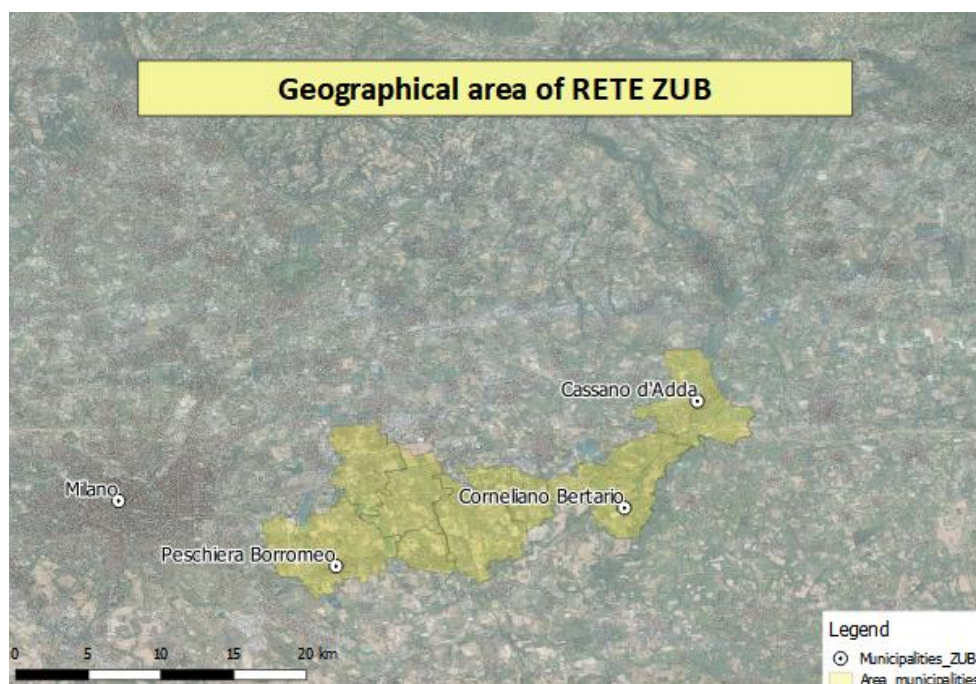 Geographical area of RETE ZUB
Cassano d'Adda
Milano
Corneliano Bertario
Peschiera Borromeo
0 5 10 15 20 km
Legend
Municipalities_ZUB
Area_municipalities